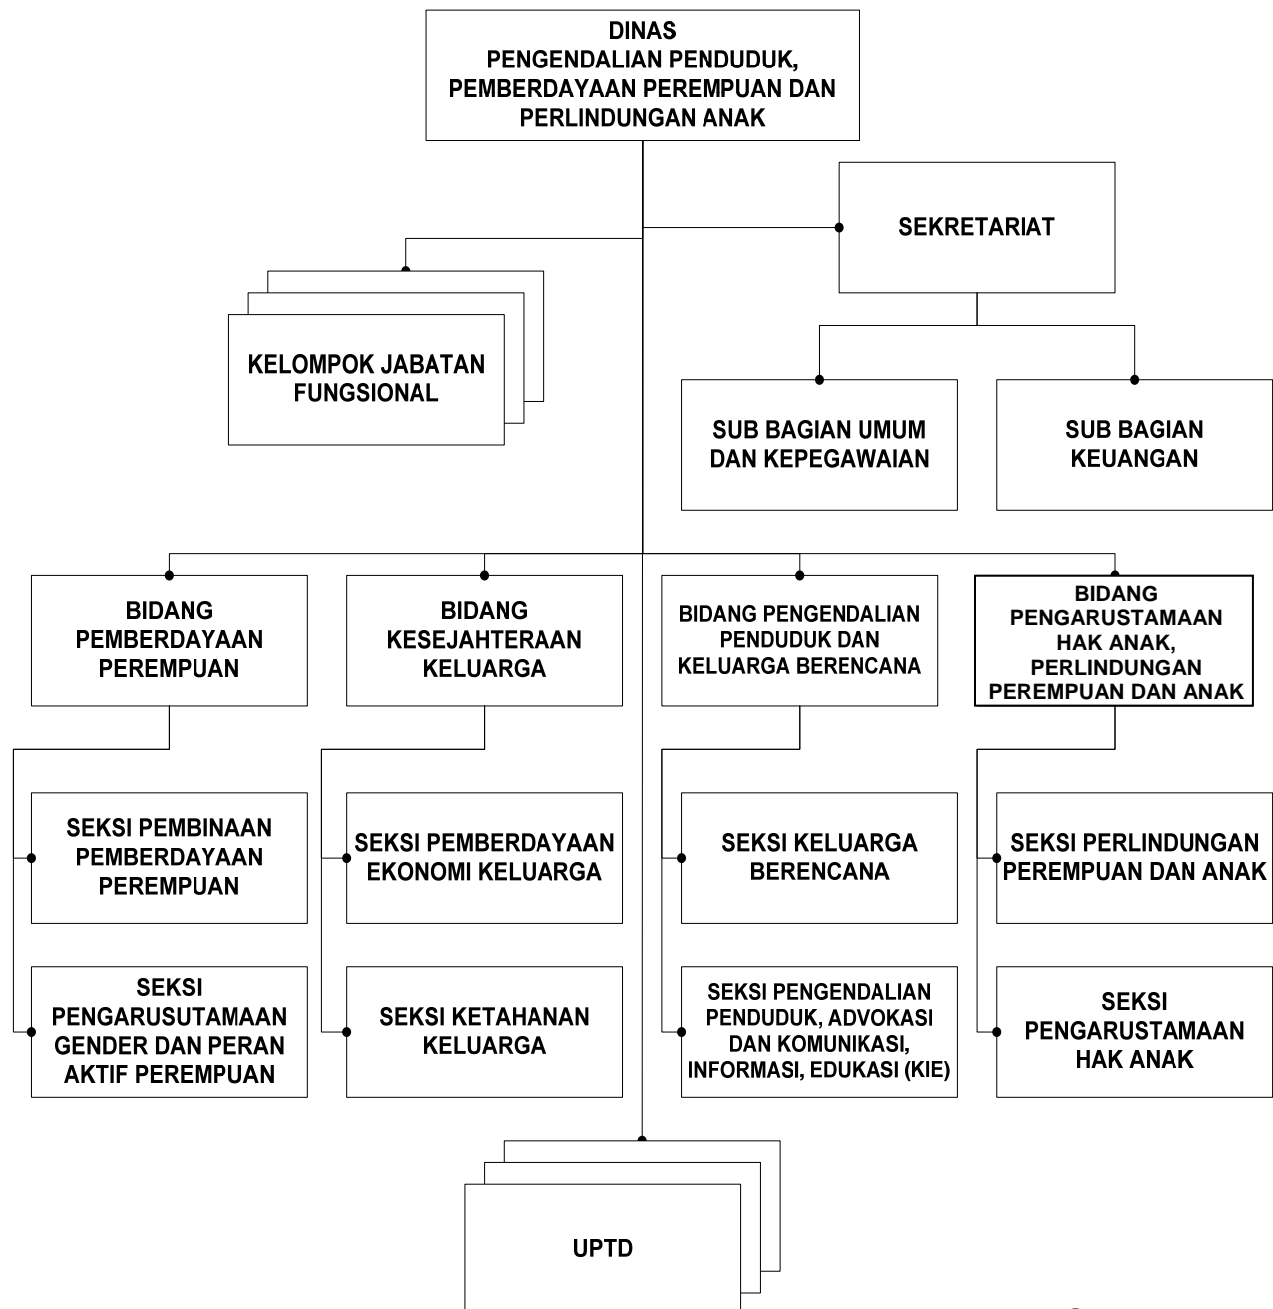 DINAS
PENGENDALIAN PENDUDUK,
PEMBERDAYAAN PEREMPUAN DAN
PERLINDUNGAN ANAK
SEKRETARIAT
KELOMPOK JABATAN
FUNGSIONAL
SUB BAGIAN UMUM
DAN KEPEGAWAIAN
SUB BAGIAN
KEUANGAN
BIDANG
PEMBERDAYAAN
PEREMPUAN
BIDANG
KESEJAHTERAAN
KELUARGA
BIDANG PENGENDALIAN
PENDUDUK DAN
KELUARGA BERENCANA
BIDANG
PENGARUSTAMAAN
HAK ANAK,
PERLINDUNGAN
PEREMPUAN DAN ANAK
SEKSI PEMBINAAN
PEMBERDAYAAN
PEREMPUAN
SEKSI PEMBERDAYAAN
EKONOMI KELUARGA
SEKSI KELUARGA
BERENCANA
SEKSI PERLINDUNGAN
PEREMPUAN DAN ANAK
SEKSI
PENGARUSUTAMAAN
GENDER DAN PERAN
AKTIF PEREMPUAN
SEKSI KETAHANAN
KELUARGA
SEKSI PENGENDALIAN
PENDUDUK, ADVOKASI
DAN KOMUNIKASI,
INFORMASI, EDUKASI (KIE)
SEKSI
PENGARUSTAMAAN
HAK ANAK
UPTD